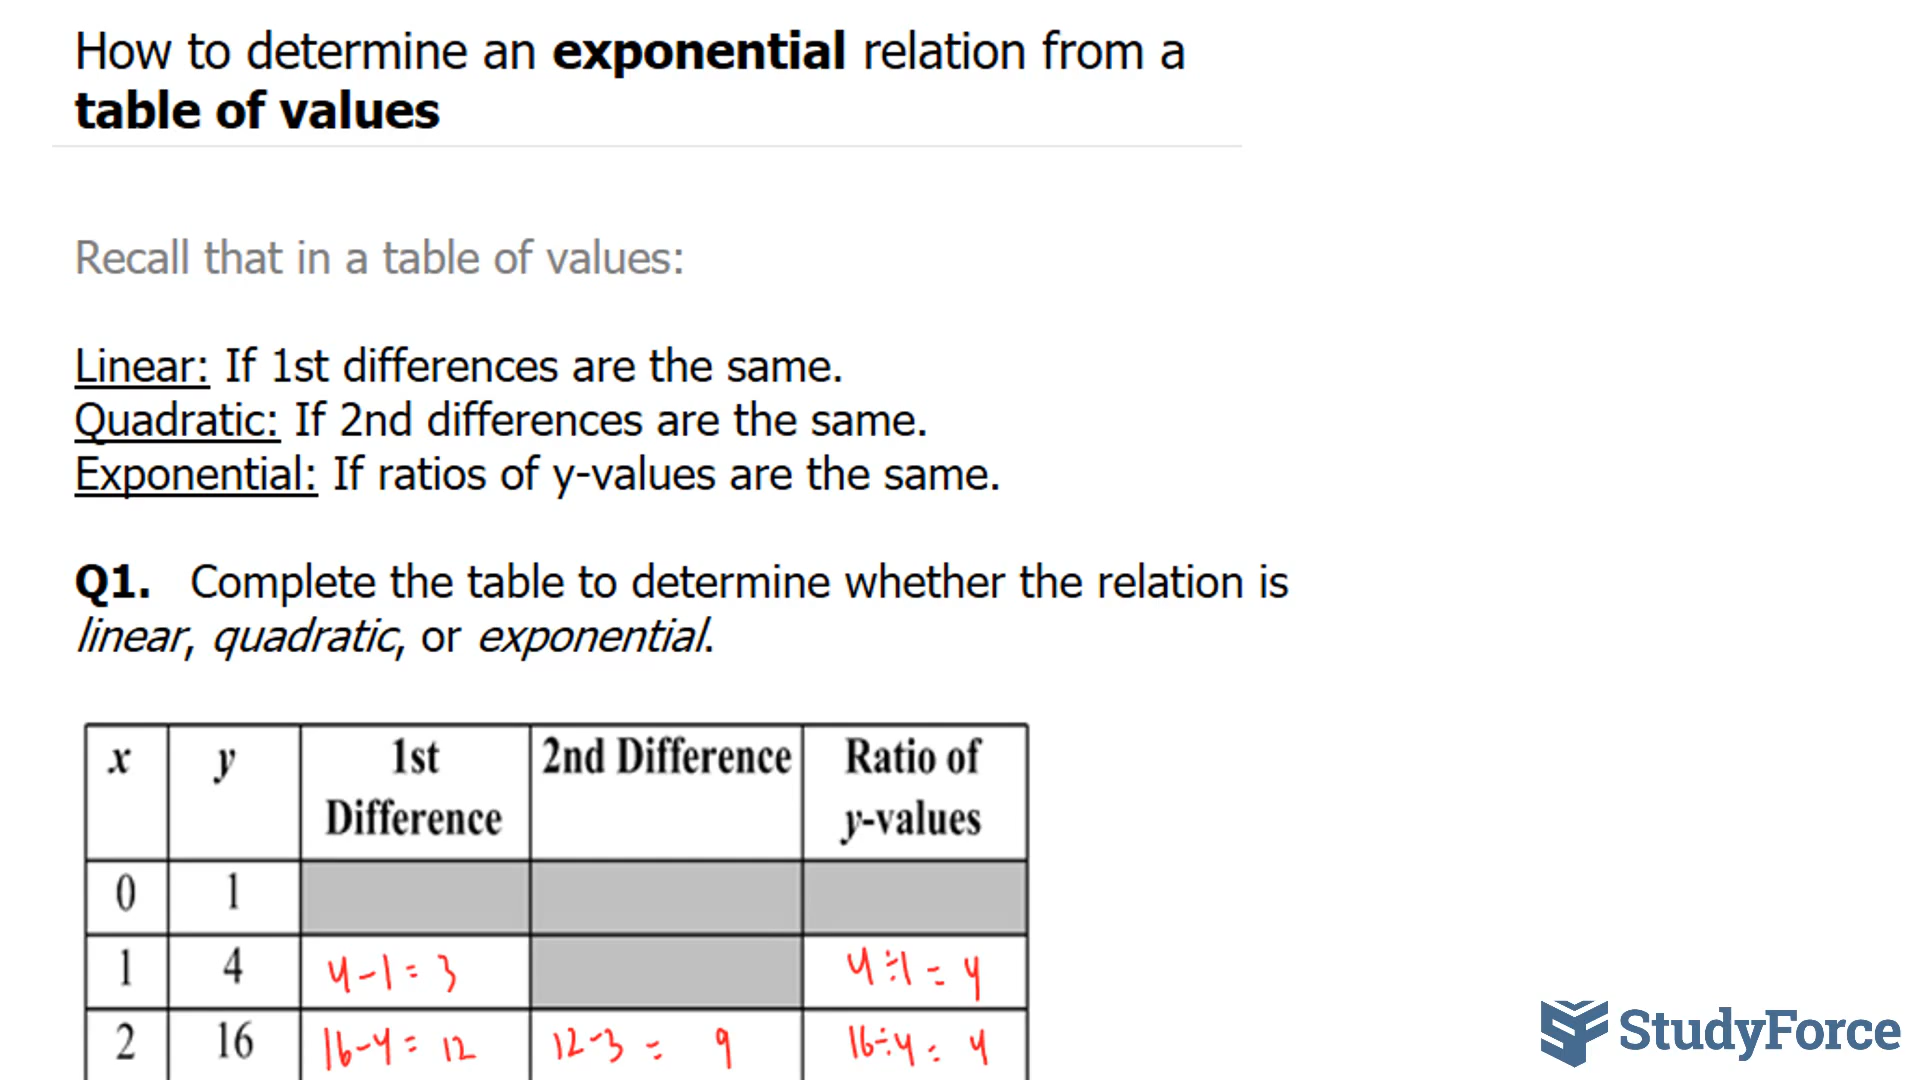 How to determine an exponential relation from a
table of values
Recall that in a table of values:
Linear: If 1st differences are the same.
Quadratic: If 2nd differences are the same.
Exponential: If ratios of y-values are the same.
Q1. Complete the table to determine whether the relation is
linear, quadratic, or exponential.
x y 1st Difference 2nd Difference Ratio of y-values
0 1
1 4 4-1=3 4÷1=4
2 16 16-4=12 12-3=9 16÷4=4
StudyForce